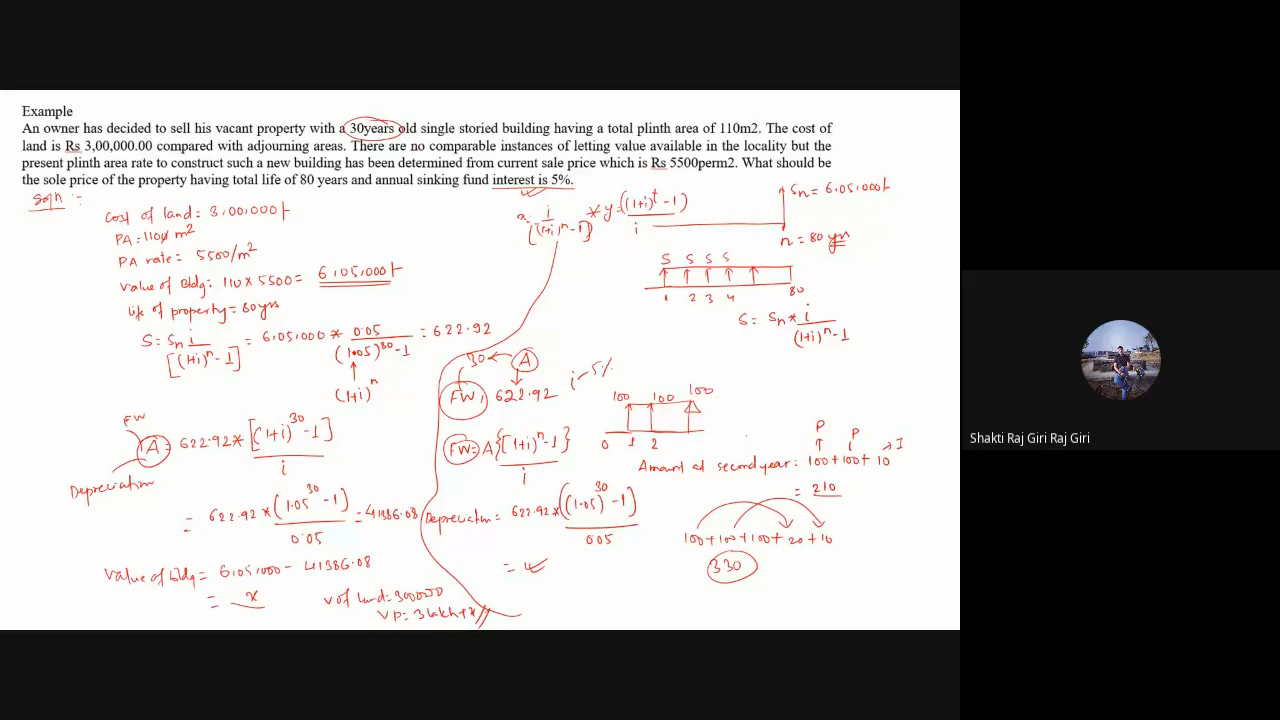 Example
An owner has decided to sell his vacant property with a 30years old single storied building having a total plinth area of 110m2. The cost of
land is Rs 3,00,000.00 compared with adjourning areas. There are no comparable instances of letting value available in the locality but the
present plinth area rate to construct such a new building has been determined from current sale price which is Rs 5500perm2. What should be
the sole price of the property having total life of 80 years and annual sinking fund interest is 5%.
Soln :-
Cost of land = 3,00,000/-
PA = 110 m²
PA rate = 5500/m²
Value of Bldg = 110 x 5500 = 6,05,000/-
life of property = 80yrs
S = Sn i / [(1+i)^n - 1] = 6,05,000 * 0.05 / (1.05)^80 - 1 = 622.92
(1+i)^n
FW
A = 622.92 * [(1+i)^30 - 1] / i
Depreciation
= 622.92 * (1.05^30 - 1) / 0.05 = 41386.08
Value of bldg = 6,05,000 - 41386.08
= x
V of land = 300000
VP = 3 lakh + x //
i / [(1+i)^n - 1] * y = ((1+i)^t - 1) / i
30 ← A
FW, 622.92
i - 5%
FW = A {[1+i)^n - 1} / i
Depreciation = 622.92 * ((1.05)^30 - 1) / 0.05
=
Sn = 6,05,000/-
n = 80 yrs
S S S S
1 2 3 4 80
S = Sn * i / (1+i)^n - 1
100 100 100
0 1 2
P P
Amount at second year = 100 + 100 + 10 → I
= 210
100 + 100 + 100 + 20 + 10
330
Shakti Raj Giri Raj Giri